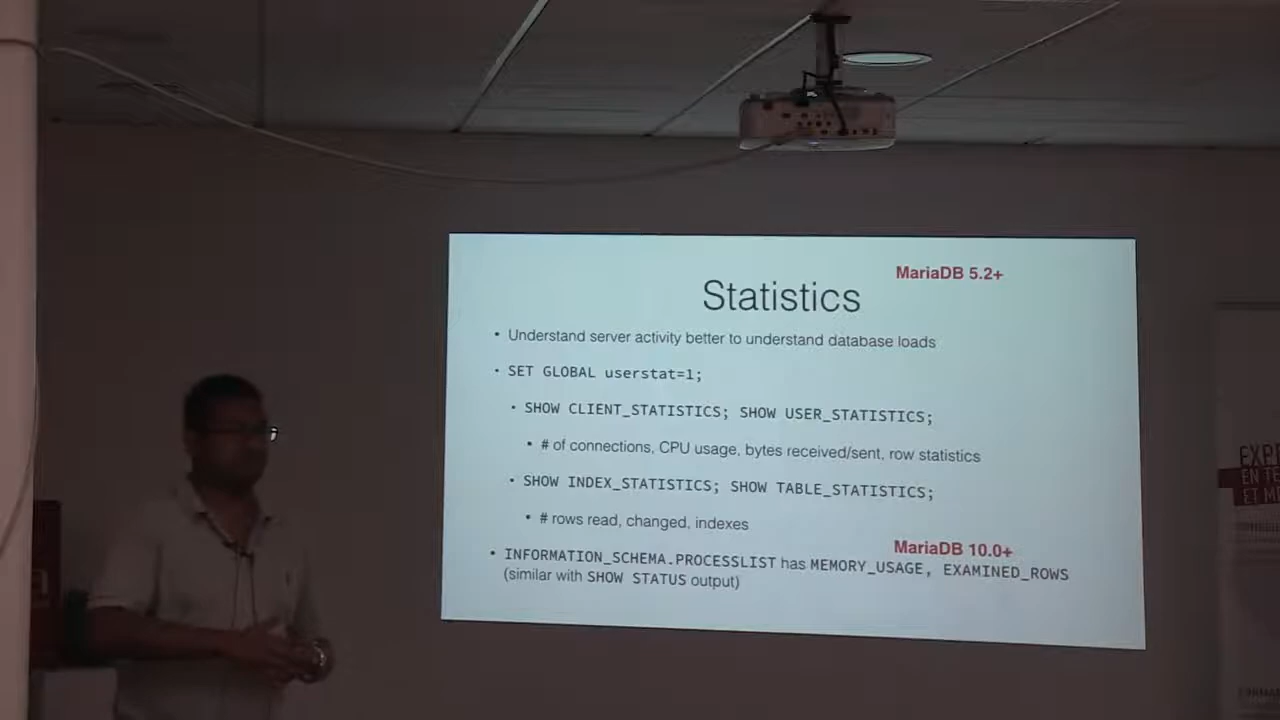 MariaDB 5.2+
Statistics
• Understand server activity better to understand database loads
• SET GLOBAL userstat=1;
• SHOW CLIENT_STATISTICS; SHOW USER_STATISTICS;
• # of connections, CPU usage, bytes received/sent, row statistics
• SHOW INDEX_STATISTICS; SHOW TABLE_STATISTICS;
• # rows read, changed, indexes
MariaDB 10.0+
• INFORMATION_SCHEMA.PROCESSLIST has MEMORY_USAGE, EXAMINED_ROWS
(similar with SHOW STATUS output)
EN
ET